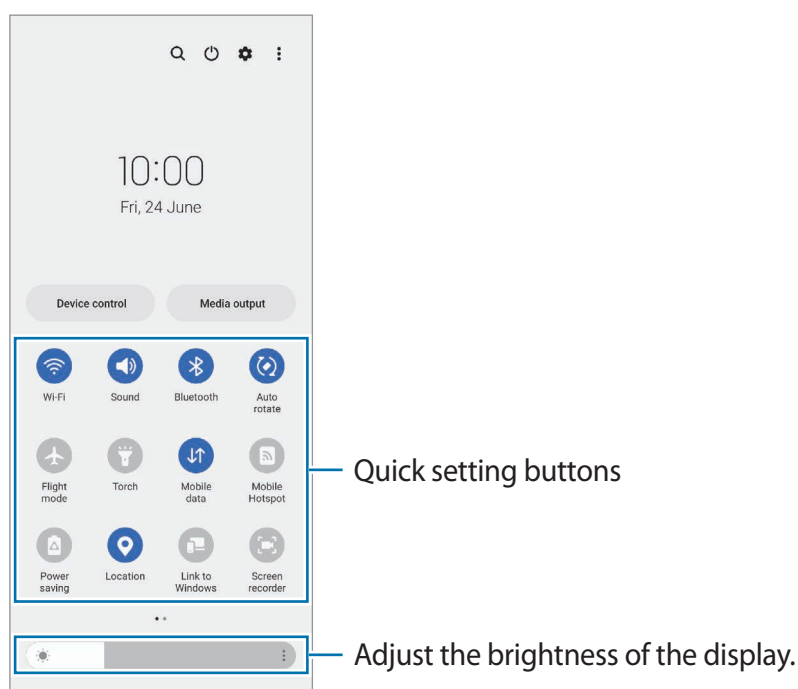 10:00
Fri, 24 June
Device control Media output
Wi-Fi Sound Bluetooth Auto rotate
Flight mode Torch Mobile data Mobile Hotspot
Quick setting buttons
Power saving Location Link to Windows Screen recorder
Adjust the brightness of the display.